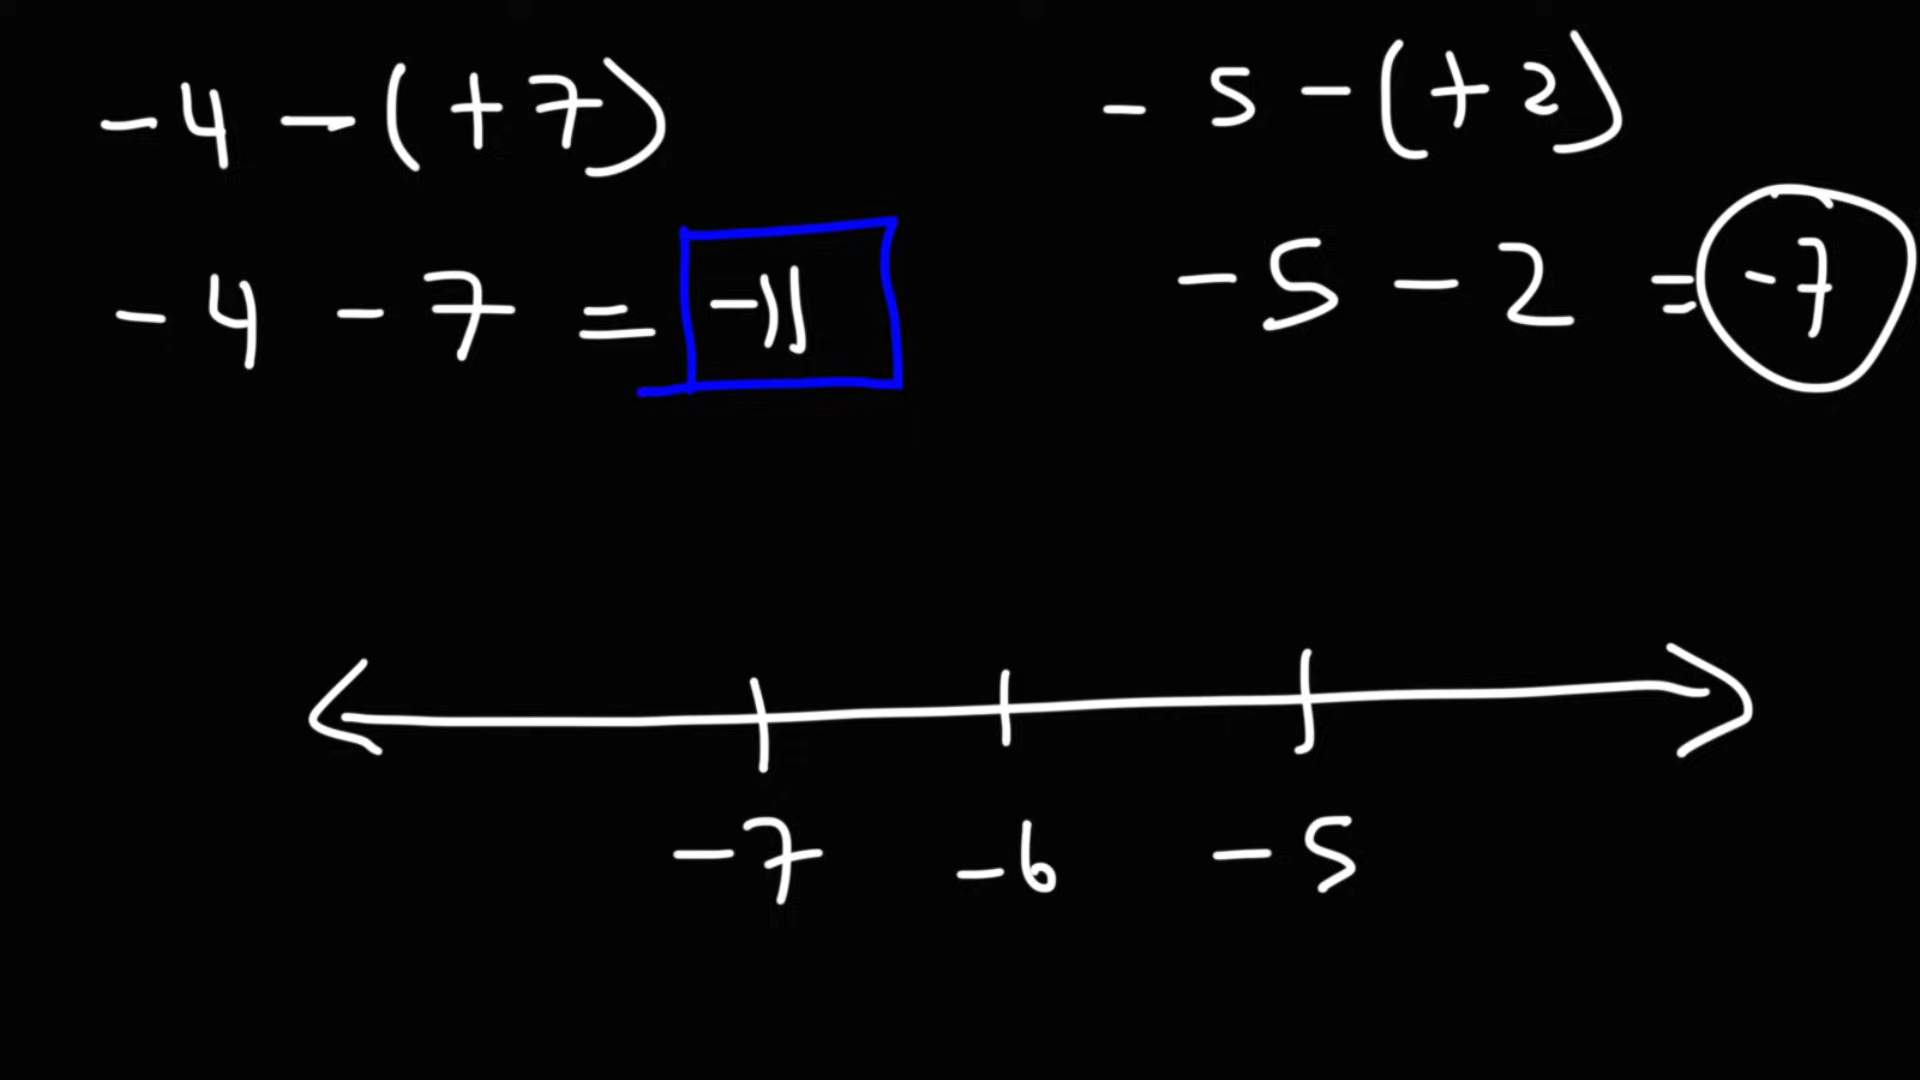 -4 - (+7)
-4 - 7 = -11
-5 - (+2)
-5 - 2 = -7
-7 -6 -5